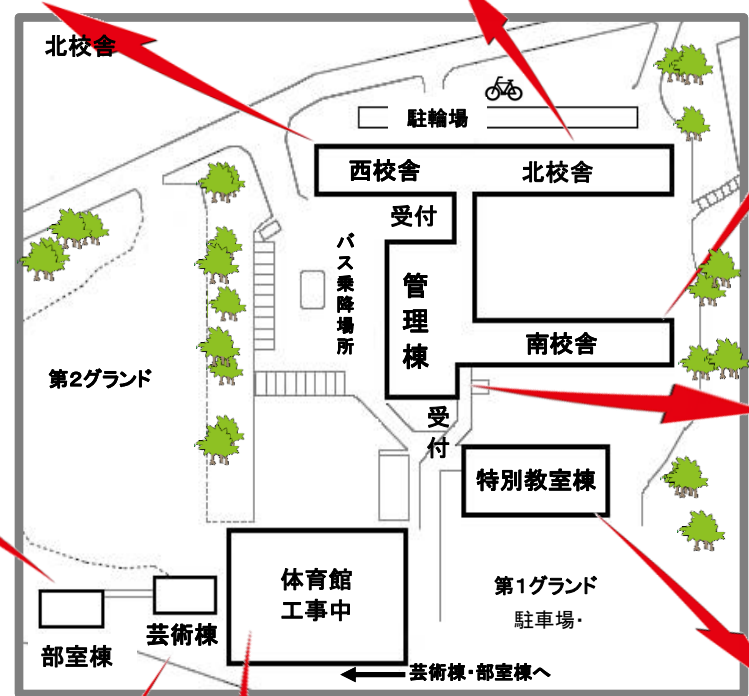 北校舎
駐輪場
西校舎
北校舎
受付
バス乗降場所
管理棟
南校舎
第2グランド
受付
特別教室棟
体育館
工事中
第1グランド
駐車場・
芸術棟
部室棟
芸術棟・部室棟へ